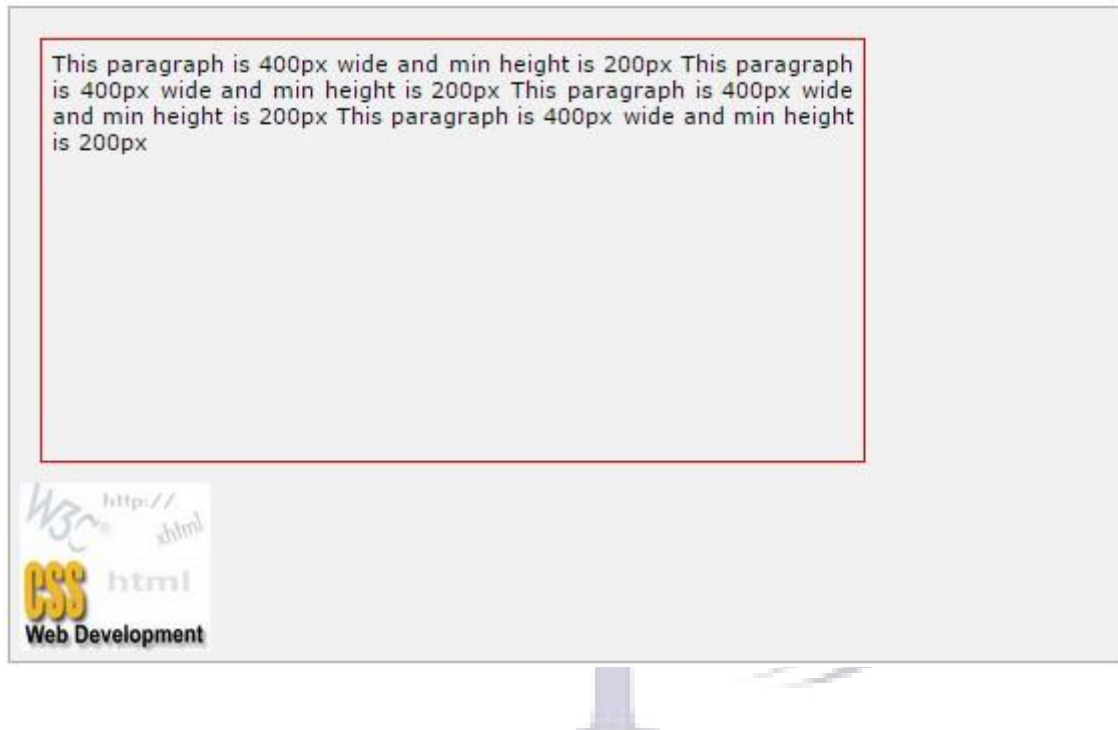 This paragraph is 400px wide and min height is 200px This paragraph
is 400px wide and min height is 200px This paragraph is 400px wide
and min height is 200px This paragraph is 400px wide and min height
is 200px
W3C®
http://
xhtml
CSS
html
Web Development